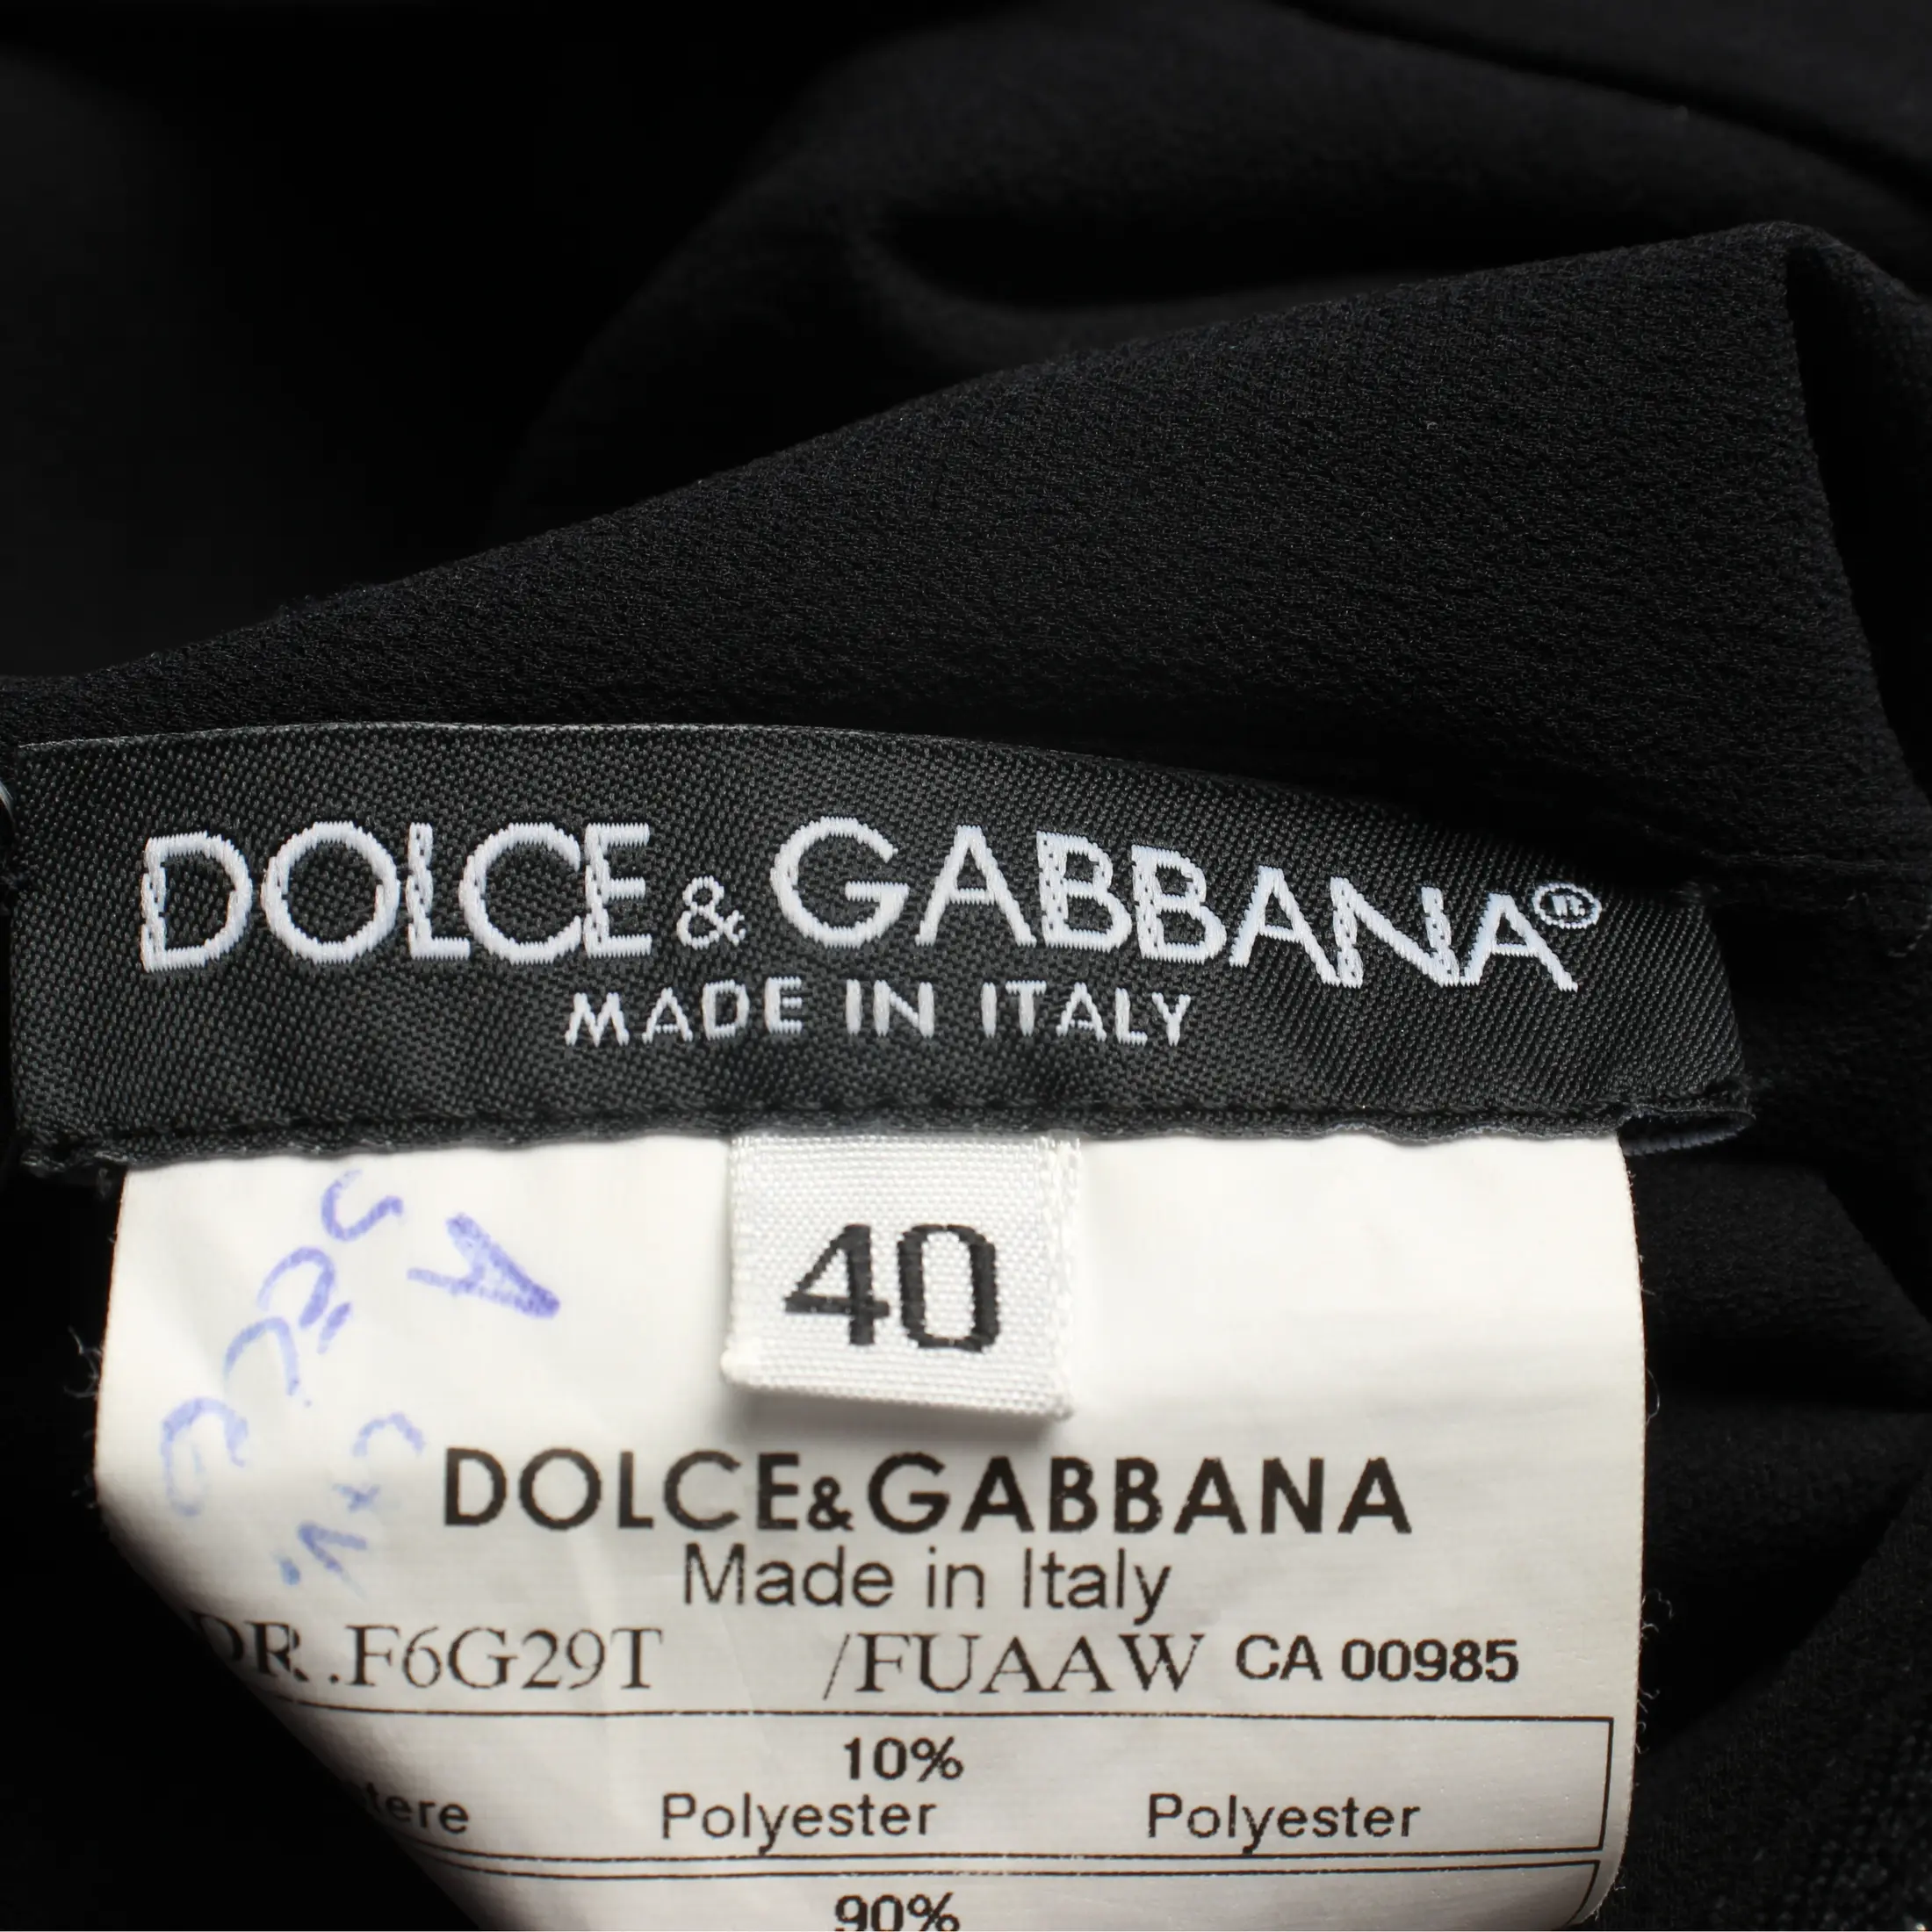 DOLCE & GABBANA®
MADE IN ITALY
40
DOLCE&GABBANA
Made in Italy
OR.F6G29T /FUAAW CA 00985
10%
Polyester Polyester
90%